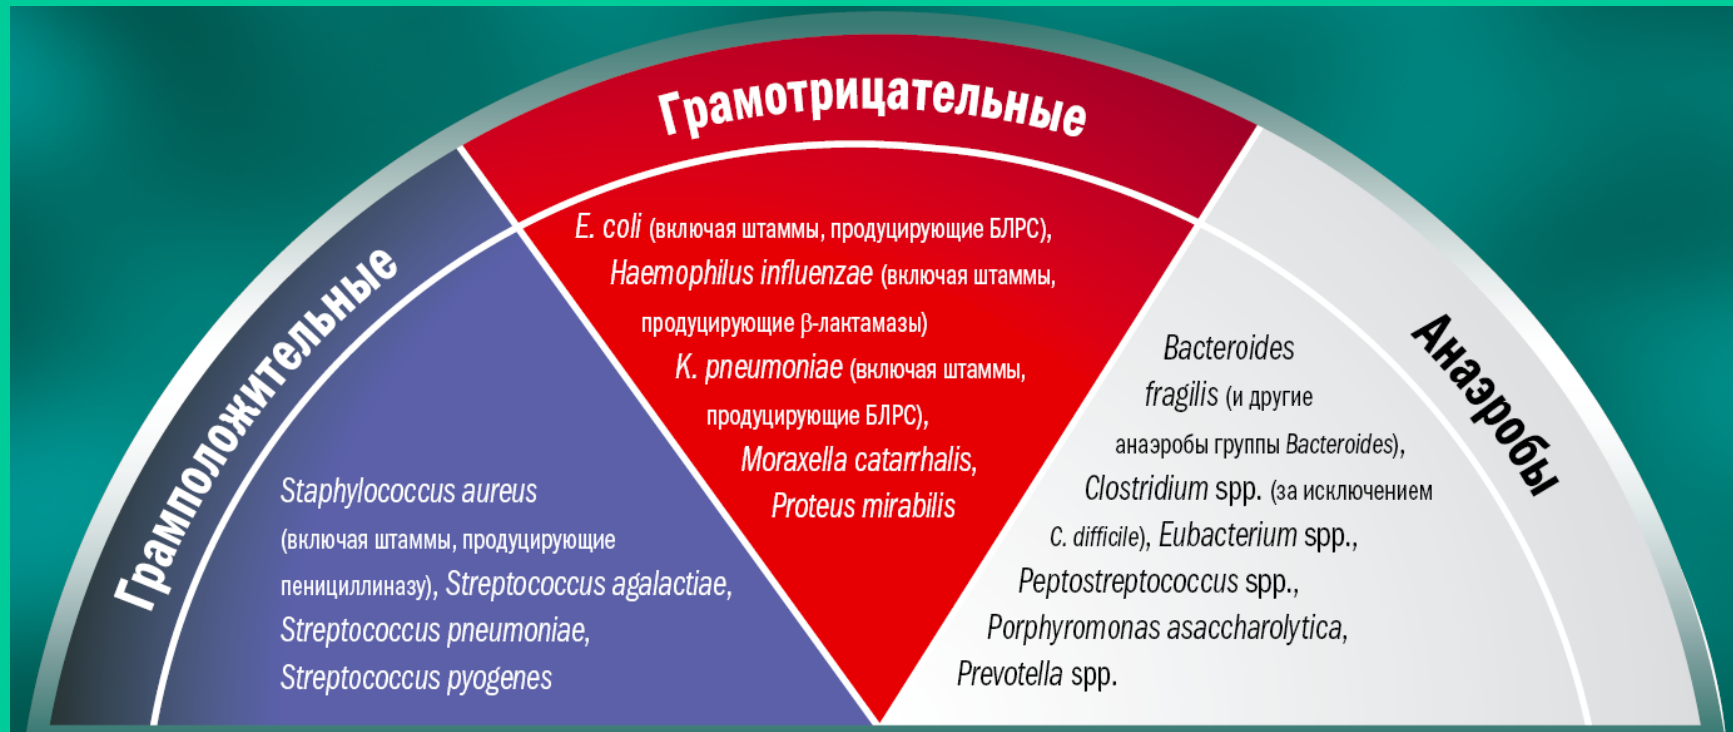 Грамположительные
Staphylococcus aureus
(включая штаммы, продуцирующие
пенициллиназу), Streptococcus agalactiae,
Streptococcus pneumoniae,
Streptococcus pyogenes
Грамотрицательные
E. coli (включая штаммы, продуцирующие БЛРС),
Haemophilus influenzae (включая штаммы,
продуцирующие β-лактамазы)
K. pneumoniae (включая штаммы,
продуцирующие БЛРС),
Moraxella catarrhalis,
Proteus mirabilis
Анаэробы
Bacteroides
fragilis (и другие
анаэробы группы Bacteroides),
Clostridium spp. (за исключением
C. difficile), Eubacterium spp.,
Peptostreptococcus spp.,
Porphyromonas asaccharolytica,
Prevotella spp.